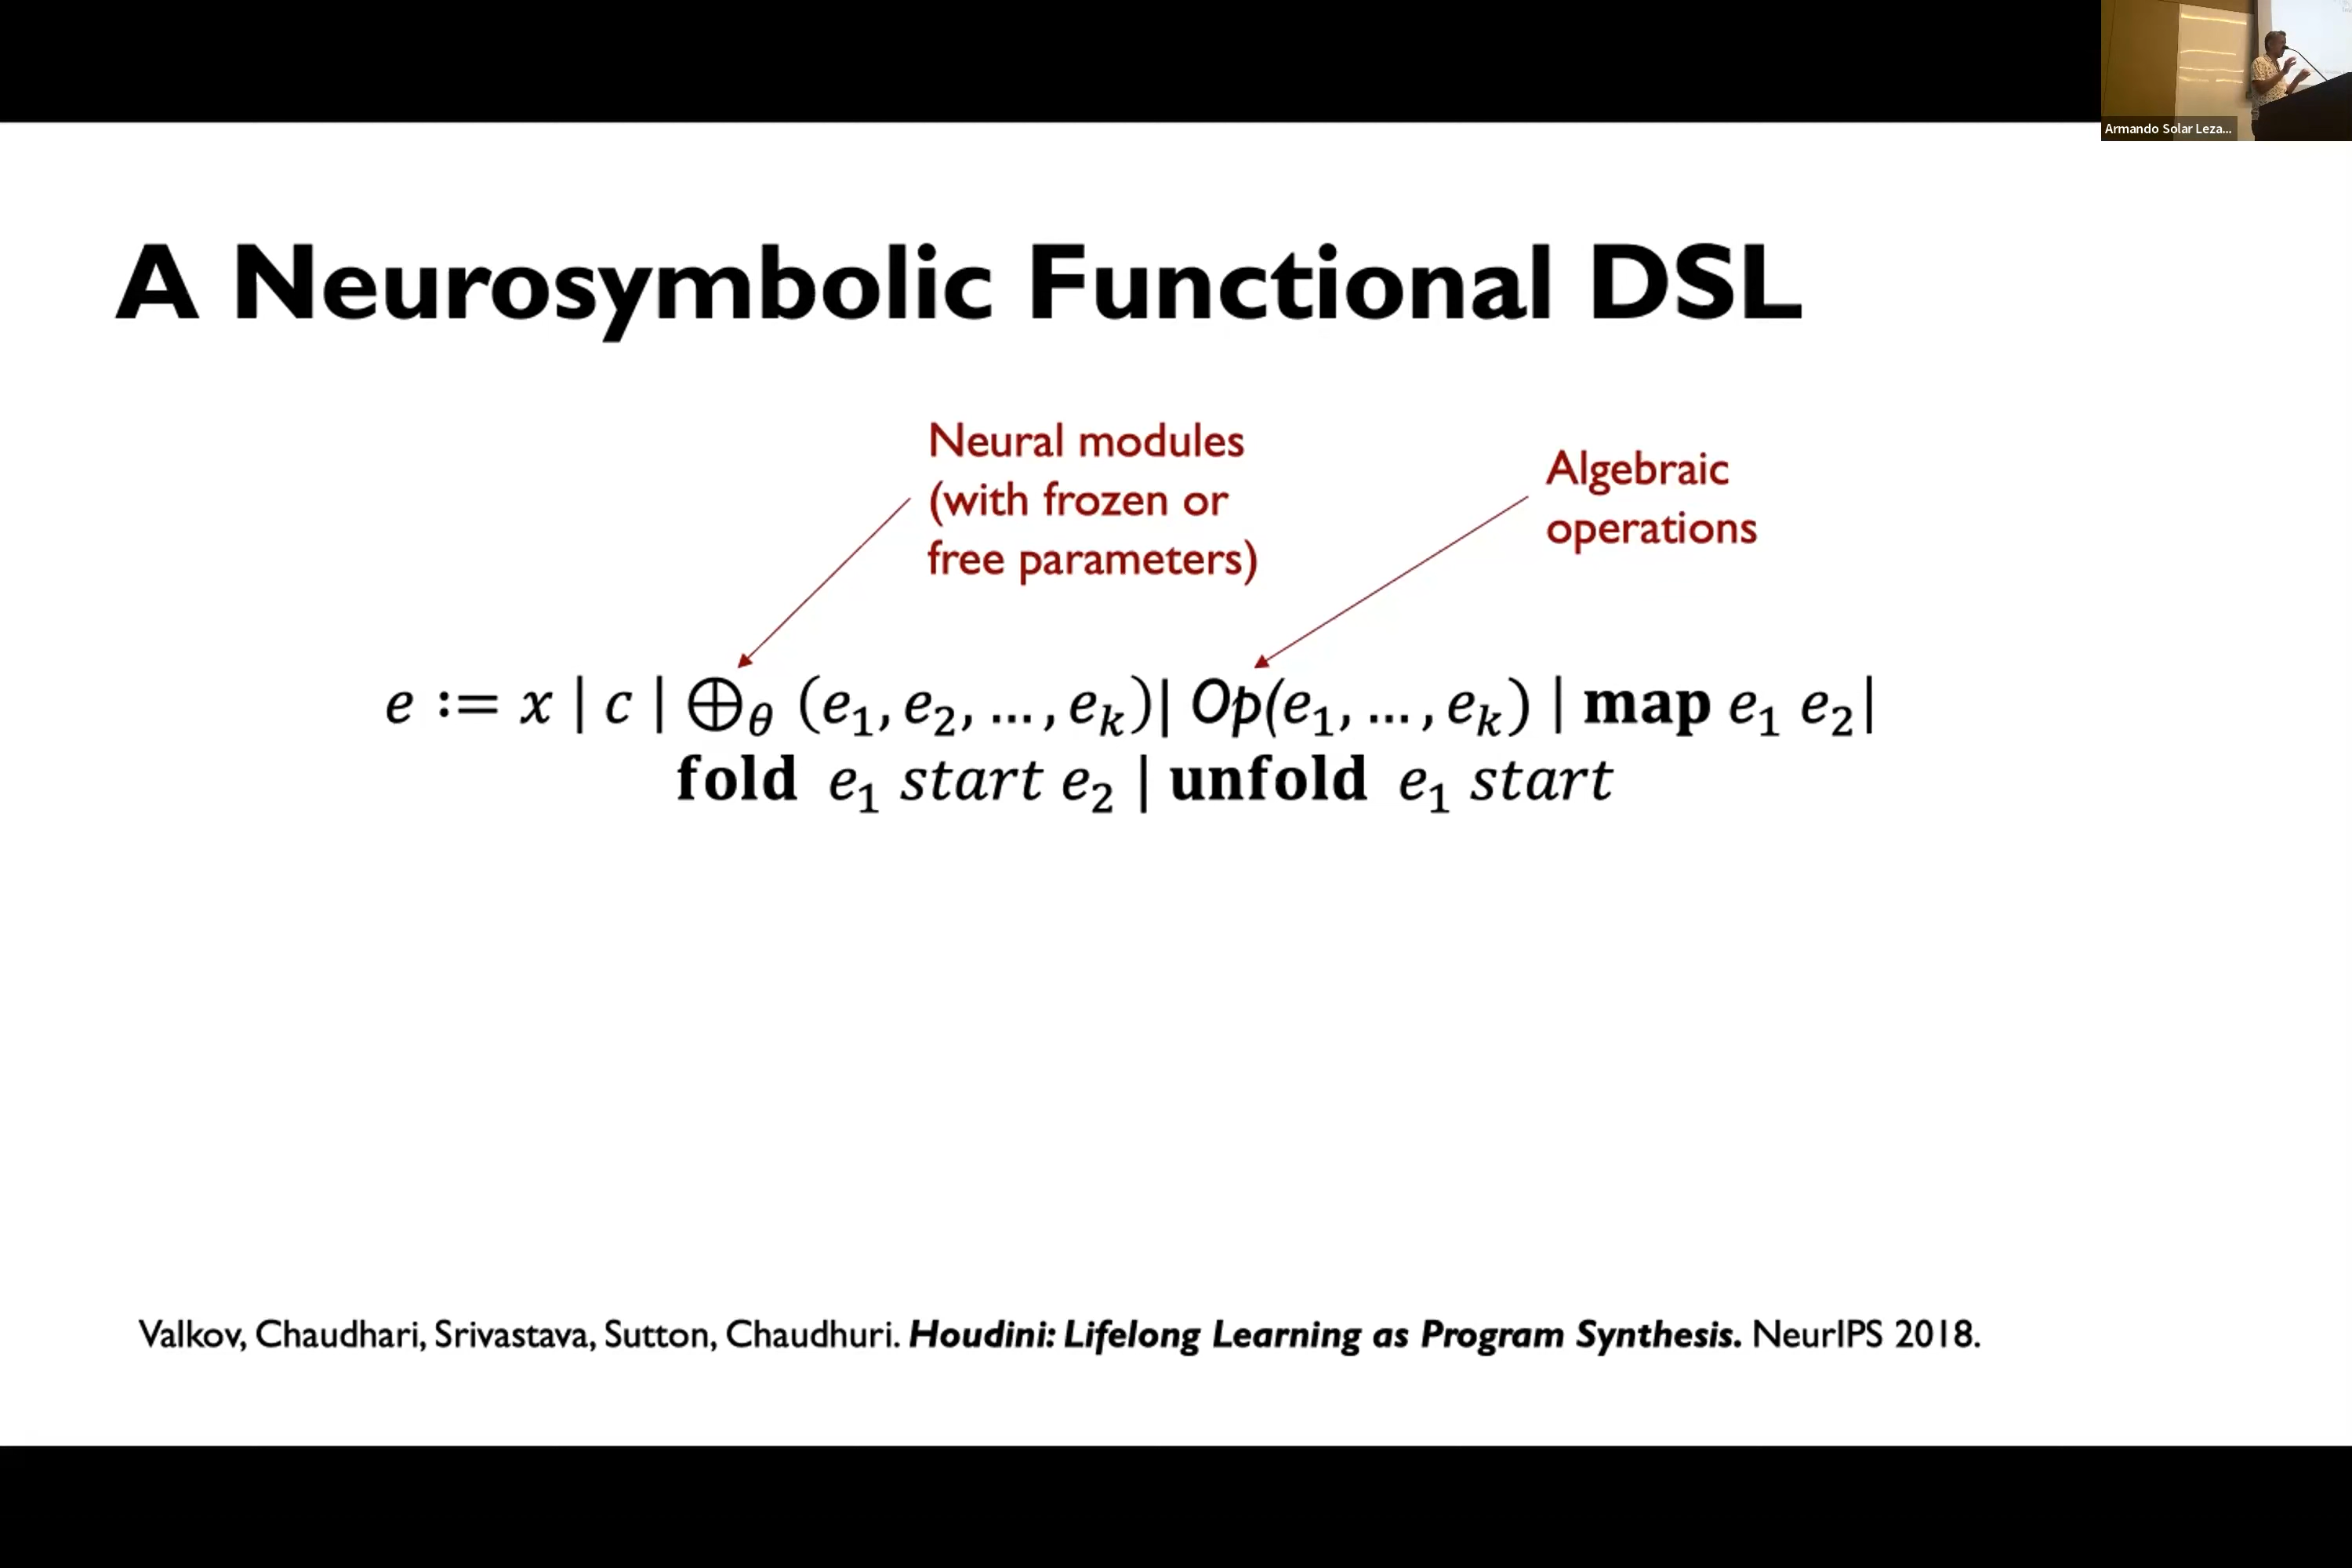 Armando Solar Leza...
A Neurosymbolic Functional DSL
Neural modules
(with frozen or
free parameters)
Algebraic
operations
e := x | c | ⊕θ (e1, e2, ..., ek)| Op(e1, ..., ek) | map e1 e2|
fold e1 start e2 | unfold e1 start
Valkov, Chaudhari, Srivastava, Sutton, Chaudhuri. Houdini: Lifelong Learning as Program Synthesis. NeurIPS 2018.